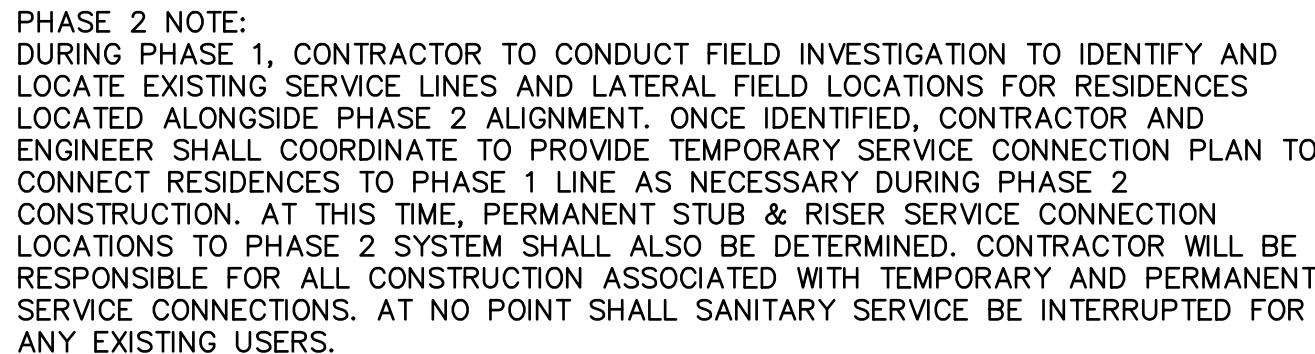 PHASE 2 NOTE:
DURING PHASE 1, CONTRACTOR TO CONDUCT FIELD INVESTIGATION TO IDENTIFY AND
LOCATE EXISTING SERVICE LINES AND LATERAL FIELD LOCATIONS FOR RESIDENCES
LOCATED ALONGSIDE PHASE 2 ALIGNMENT. ONCE IDENTIFIED, CONTRACTOR AND
ENGINEER SHALL COORDINATE TO PROVIDE TEMPORARY SERVICE CONNECTION PLAN TO
CONNECT RESIDENCES TO PHASE 1 LINE AS NECESSARY DURING PHASE 2
CONSTRUCTION. AT THIS TIME, PERMANENT STUB & RISER SERVICE CONNECTION
LOCATIONS TO PHASE 2 SYSTEM SHALL ALSO BE DETERMINED. CONTRACTOR WILL BE
RESPONSIBLE FOR ALL CONSTRUCTION ASSOCIATED WITH TEMPORARY AND PERMANENT
SERVICE CONNECTIONS. AT NO POINT SHALL SANITARY SERVICE BE INTERRUPTED FOR
ANY EXISTING USERS.